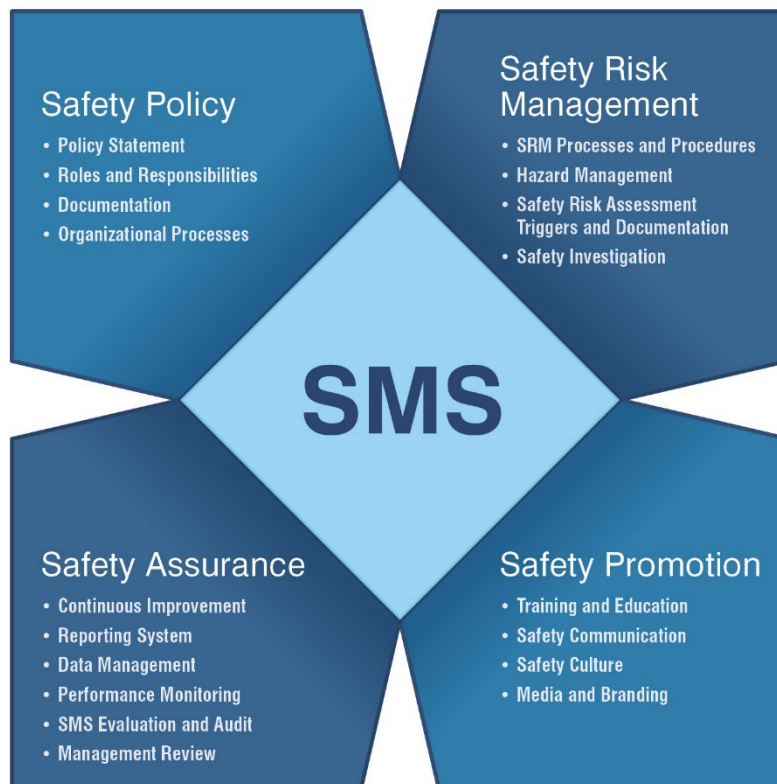 Safety Policy
• Policy Statement
• Roles and Responsibilities
• Documentation
• Organizational Processes
Safety Risk
Management
• SRM Processes and Procedures
• Hazard Management
• Safety Risk Assessment
Triggers and Documentation
• Safety Investigation
SMS
Safety Assurance
• Continuous Improvement
• Reporting System
• Data Management
• Performance Monitoring
• SMS Evaluation and Audit
• Management Review
Safety Promotion
• Training and Education
• Safety Communication
• Safety Culture
• Media and Branding